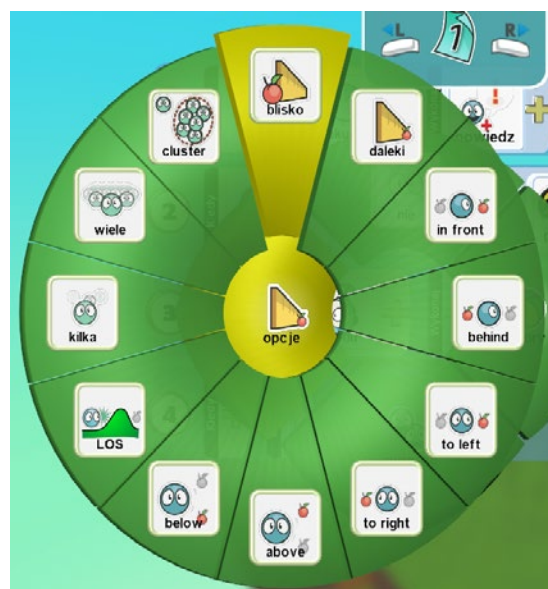 L
1
R
blisko
daleki
in front
behind
to left
to right
above
below
LOS
kilka
wiele
cluster
opcje